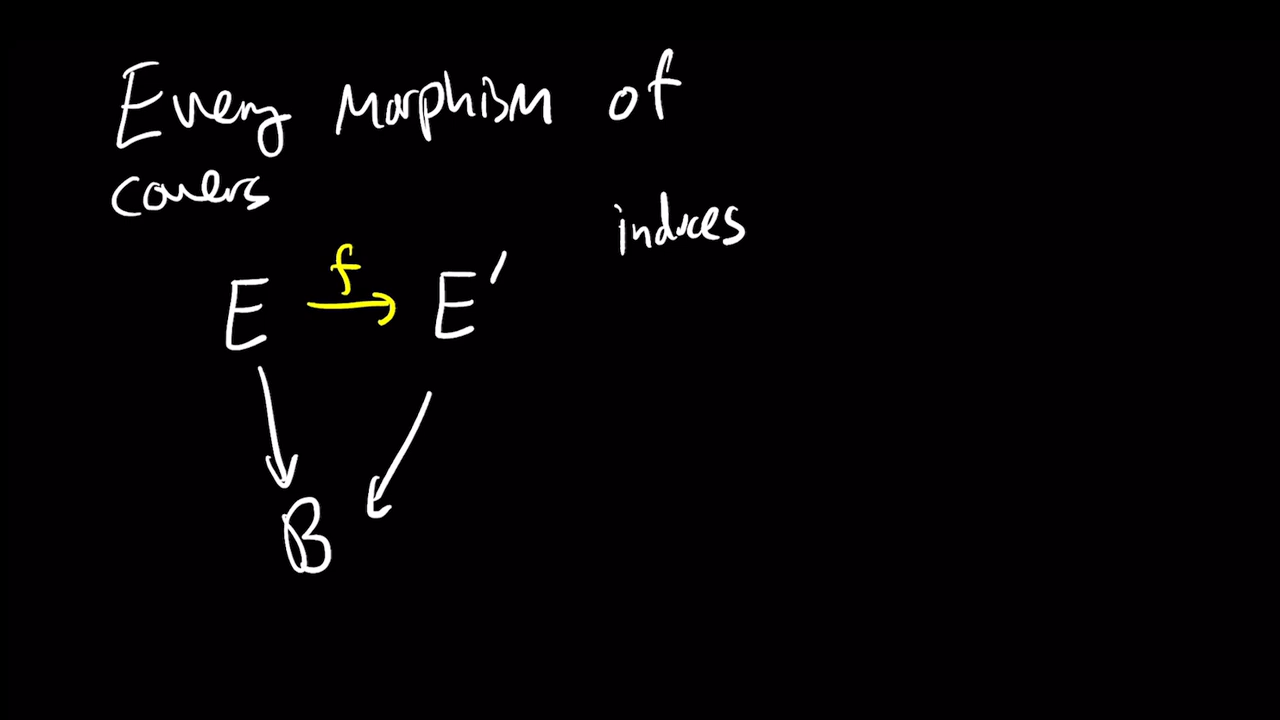 Every morphism of
covers
induces
f
E → E'
B